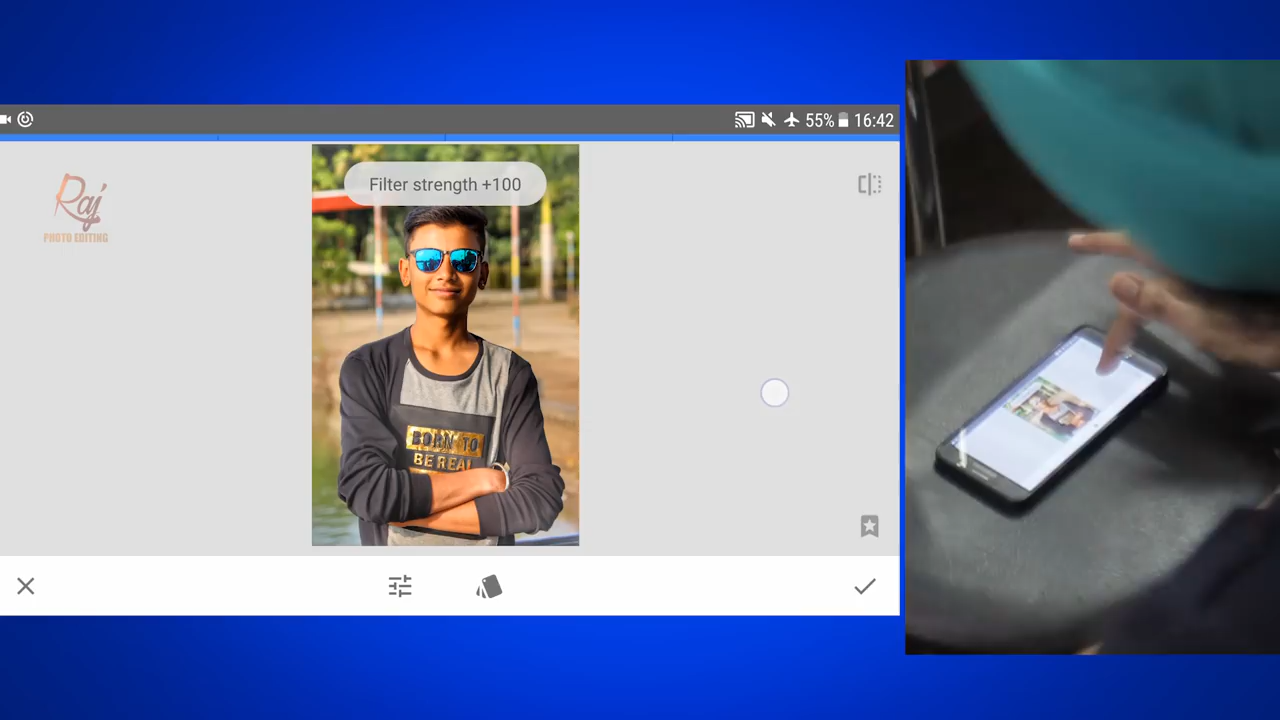 55% 16:42
Filter strength +100
Raj
PHOTO EDITING
BORN TO
BE REAL